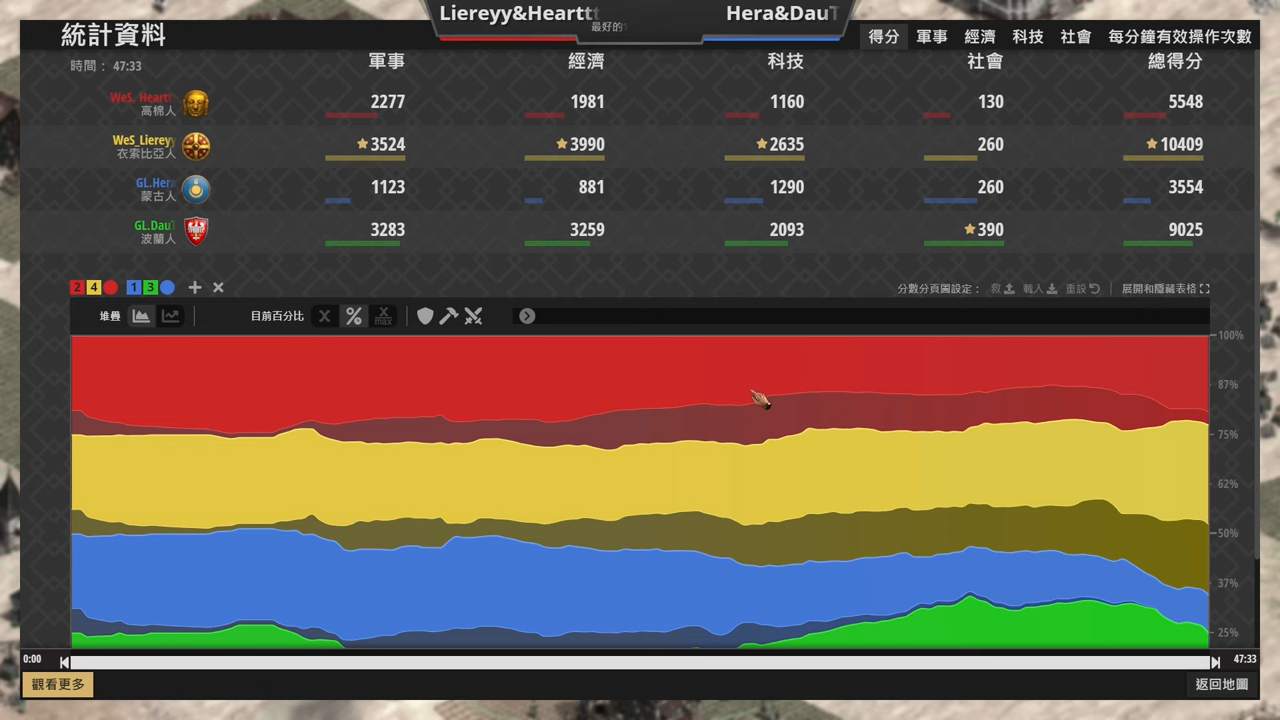 Liereyy&Heartt
Hera&DauT
最好的
統計資料
得分 軍事 經濟 科技 社會 每分鐘有效操作次數
時間： 47:33
軍事 經濟 科技 社會 總得分
WeS. Heart
高棉人
2277 1981 1160 130 5548
WeS_Liereyy
衣索比亞人
3524 3990 2635 260 10409
GL.Hera
蒙古人
1123 881 1290 260 3554
GL.DauT
波蘭人
3283 3259 2093 390 9025
2 4 1 3
分數分頁圖設定： 載入 重設 展開和隱藏表格
堆疊 目前百分比 X % X max
100%
87%
75%
62%
50%
37%
25%
0:00 47:33
觀看更多 返回地圖